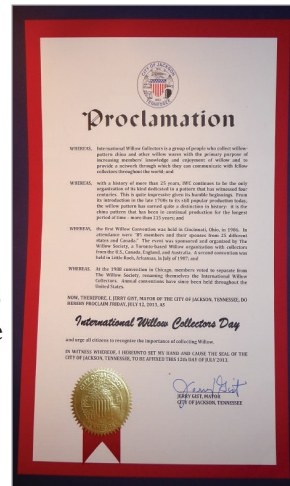 CITY OF JACKSON
TENNESSEE
Proclamation
WHEREAS, International Willow Collectors is a group of people who collect willow-
pattern china and other willow wares with the primary purpose of
increasing members' knowledge and enjoyment of willow and to
provide a network through which they can communicate with fellow
collectors throughout the world; and
WHEREAS, with a history of more than 25 years, IWC continues to be the only
organization of its kind dedicated to a pattern that has witnessed four
centuries. This is quite impressive given its humble beginnings. From
its introduction in the late 1700s to its still popular production today,
the willow pattern has earned quite a distinction in history: it is the
china pattern that has been in continual production for the longest
period of time - more than 225 years; and
WHEREAS, the first Willow Convention was held in Cincinnati, Ohio, in 1986. In
attendance were "85 members and their spouses from 23 different
states and Canada." The event was sponsored and organized by The
Willow Society, a Toronto-based Willow organization with collectors
from the U.S., Canada, England and Australia. A second convention was
held in Little Rock, Arkansas, in July of 1987; and
WHEREAS, At the 1988 convention in Chicago, members voted to separate from
The Willow Society, renaming themselves the International Willow
Collectors. Annual conventions have since been held throughout the
United States.
NOW, THEREFORE, I, JERRY GIST, MAYOR OF THE CITY OF JACKSON, TENNESSEE, DO
HEREBY PROCLAIM FRIDAY, JULY 12, 2013, AS
International Willow Collectors Day
and urge all citizens to recognize the importance of collecting Willow.
IN WITNESS WHEREOF, I HEREUNTO SET MY HAND AND CAUSE THE SEAL OF THE
CITY OF JACKSON, TENNESSEE, TO BE AFFIXED THIS 12th DAY OF JULY 2013.
Jerry Gist
JERRY GIST, MAYOR
CITY OF JACKSON, TENNESSEE